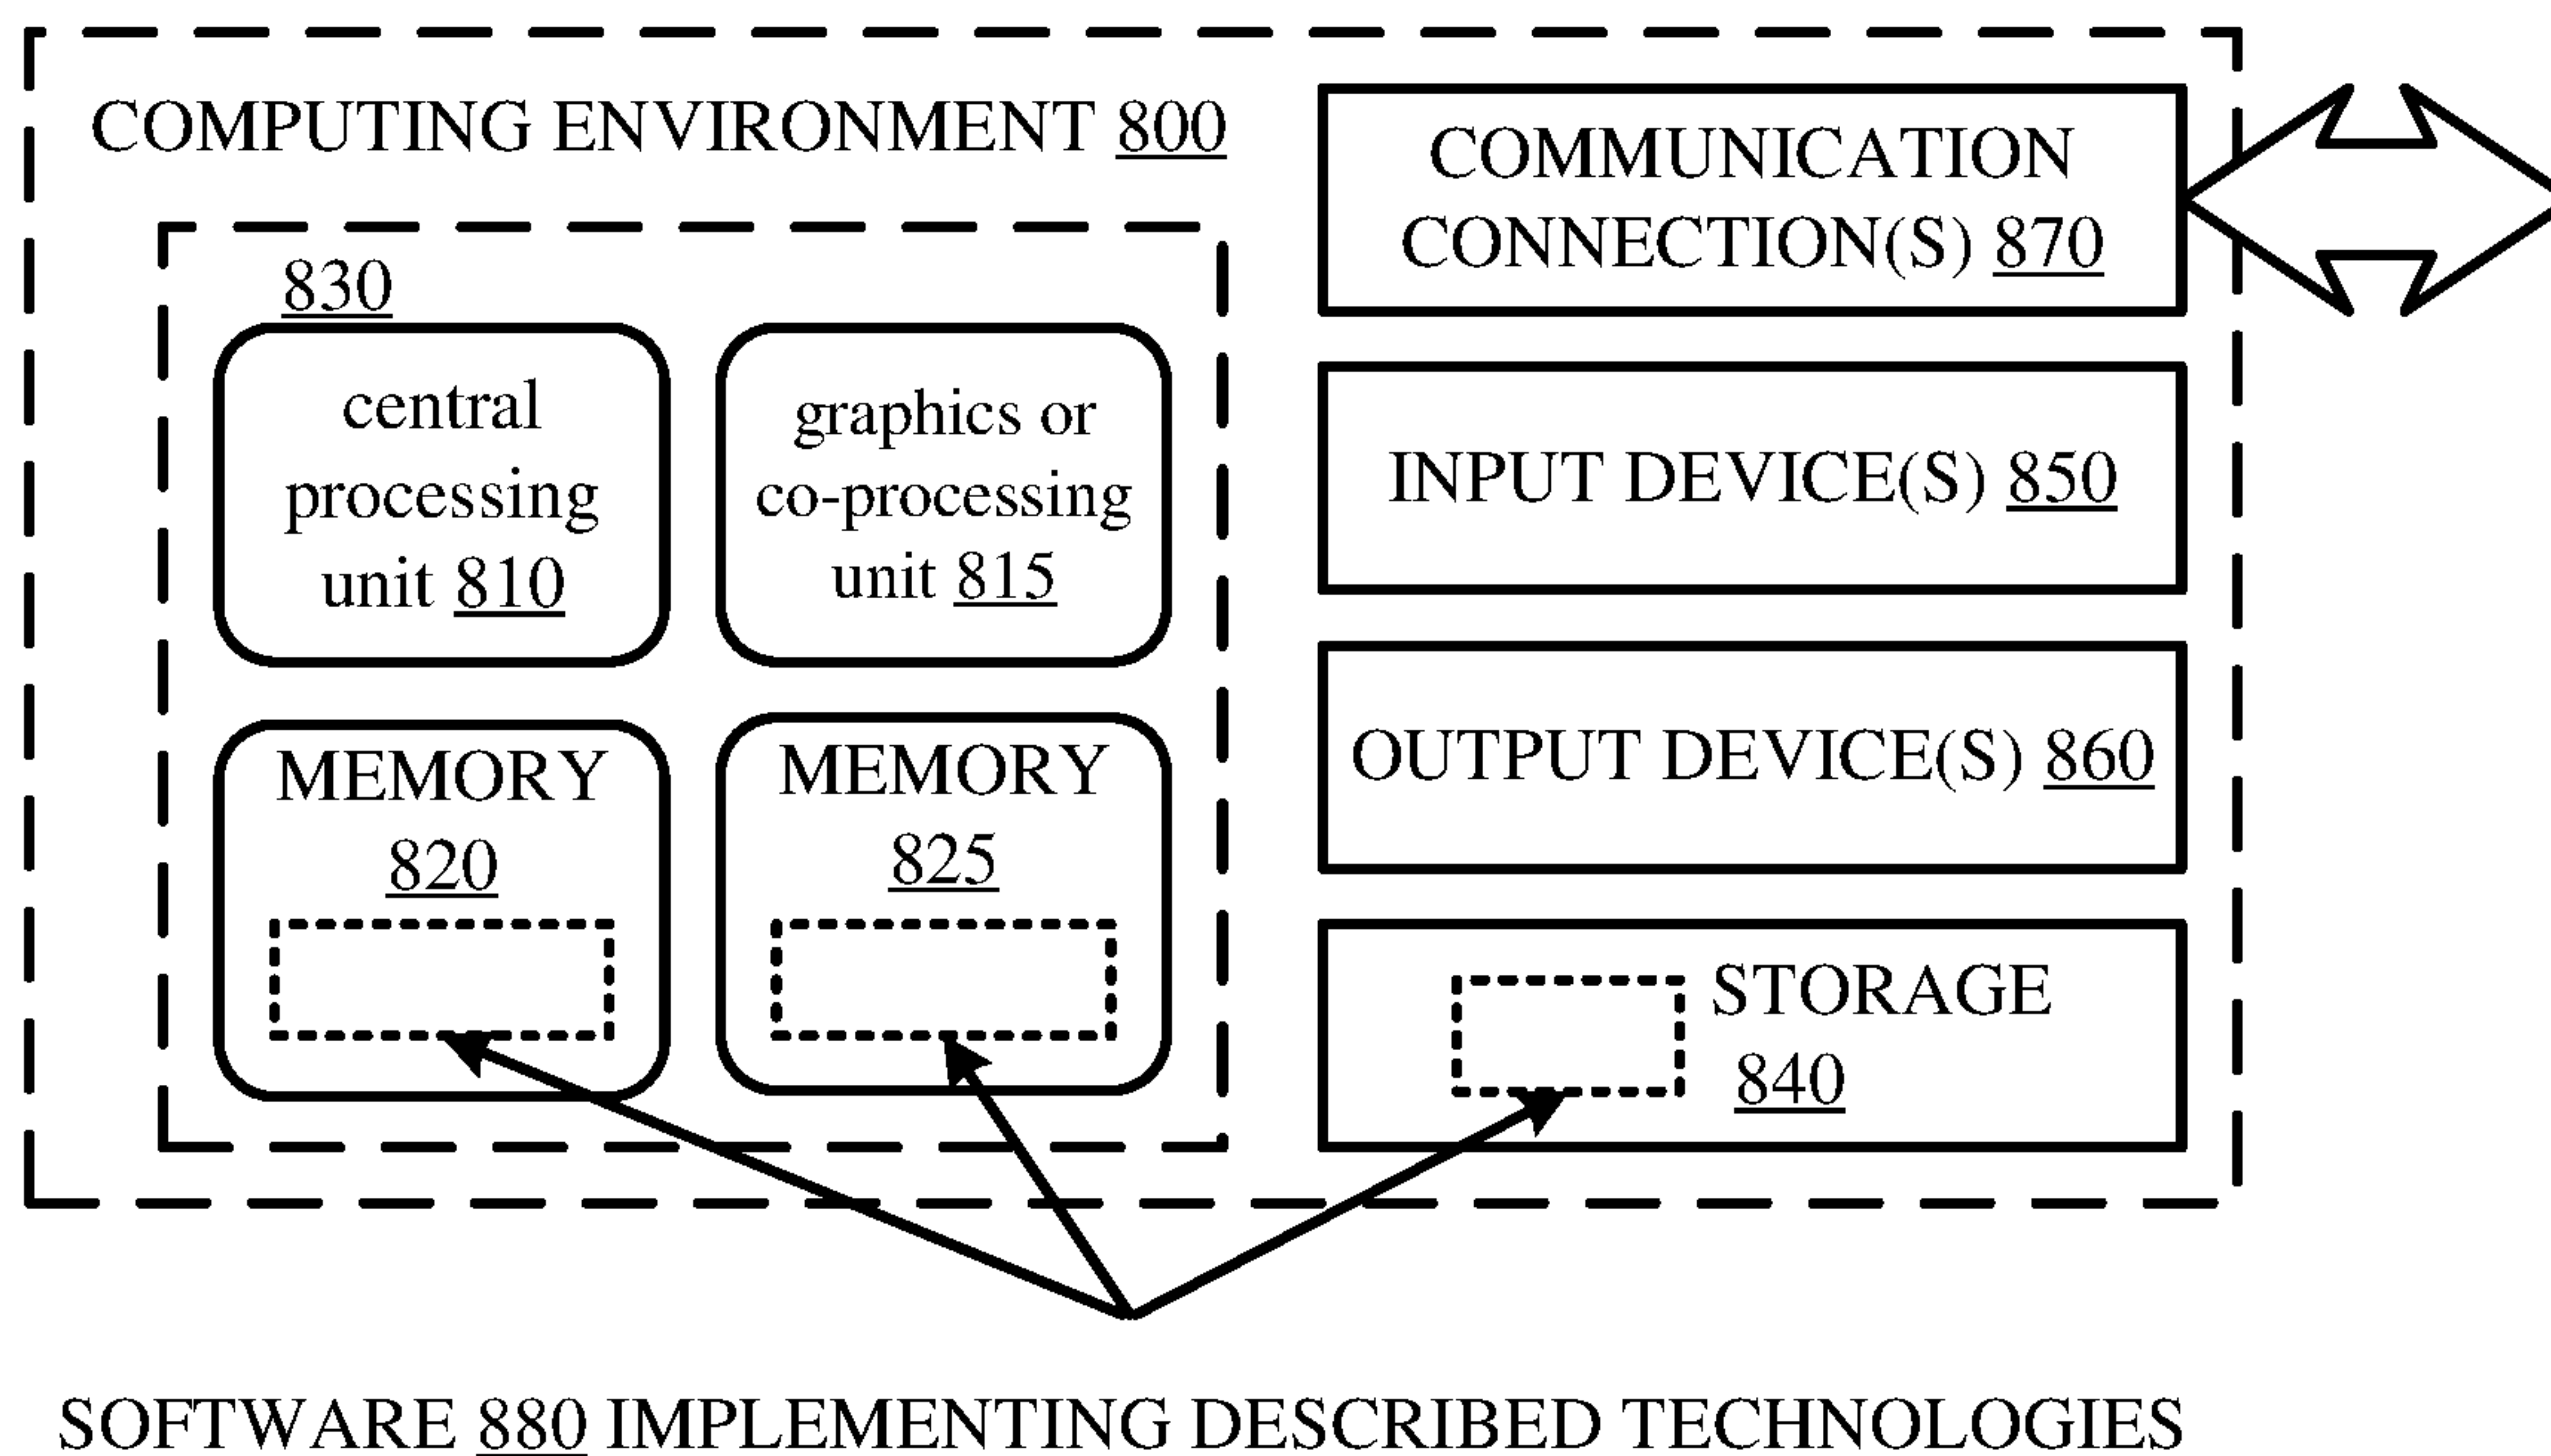 COMPUTING ENVIRONMENT 800
830
central
processing
unit 810
graphics or
co-processing
unit 815
MEMORY
820
MEMORY
825
COMMUNICATION
CONNECTION(S) 870
INPUT DEVICE(S) 850
OUTPUT DEVICE(S) 860
STORAGE
840
SOFTWARE 880 IMPLEMENTING DESCRIBED TECHNOLOGIES